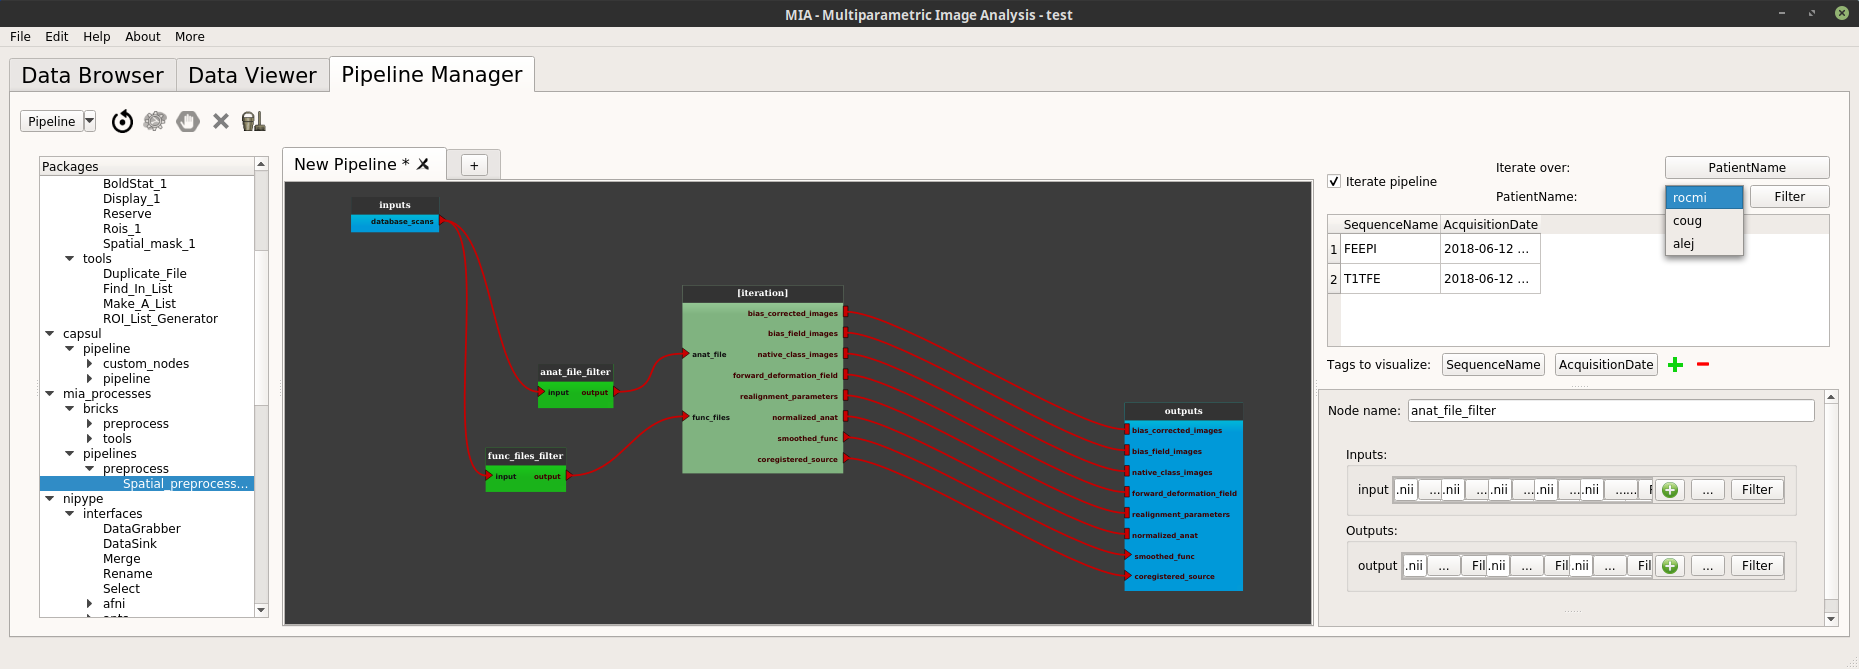 MIA - Multiparametric Image Analysis - test
File Edit Help About More
Data Browser Data Viewer Pipeline Manager
Pipeline
Packages
BoldStat_1
Display_1
Reserve
Rois_1
Spatial_mask_1
tools
Duplicate_File
Find_In_List
Make_A_List
ROI_List_Generator
capsul
pipeline
custom_nodes
pipeline
mia_processes
bricks
preprocess
tools
pipelines
preprocess
Spatial_preprocess...
nipype
interfaces
DataGrabber
DataSink
Merge
Rename
Select
afni
New Pipeline * +
inputs
database_scans
anat_file_filter
input output
func_files_filter
input output
[iteration]
bias_corrected_images
bias_field_images
anat_file native_class_images
forward_deformation_field
realignment_parameters
func_files normalized_anat
smoothed_func
coregistered_source
outputs
bias_corrected_images
bias_field_images
native_class_images
forward_deformation_field
realignment_parameters
normalized_anat
smoothed_func
coregistered_source
Iterate pipeline
Iterate over: PatientName
PatientName: rocmi Filter
coug
alej
SequenceName AcquisitionDate
1 FEEPI 2018-06-12 ...
2 T1TFE 2018-06-12 ...
Tags to visualize: SequenceName AcquisitionDate
Node name: anat_file_filter
Inputs:
input .nii ... .nii ... .nii ... .nii ... .nii ...... F ... Filter
Outputs:
output .nii ... Fil .nii ... Fil .nii ... Fil ... Filter